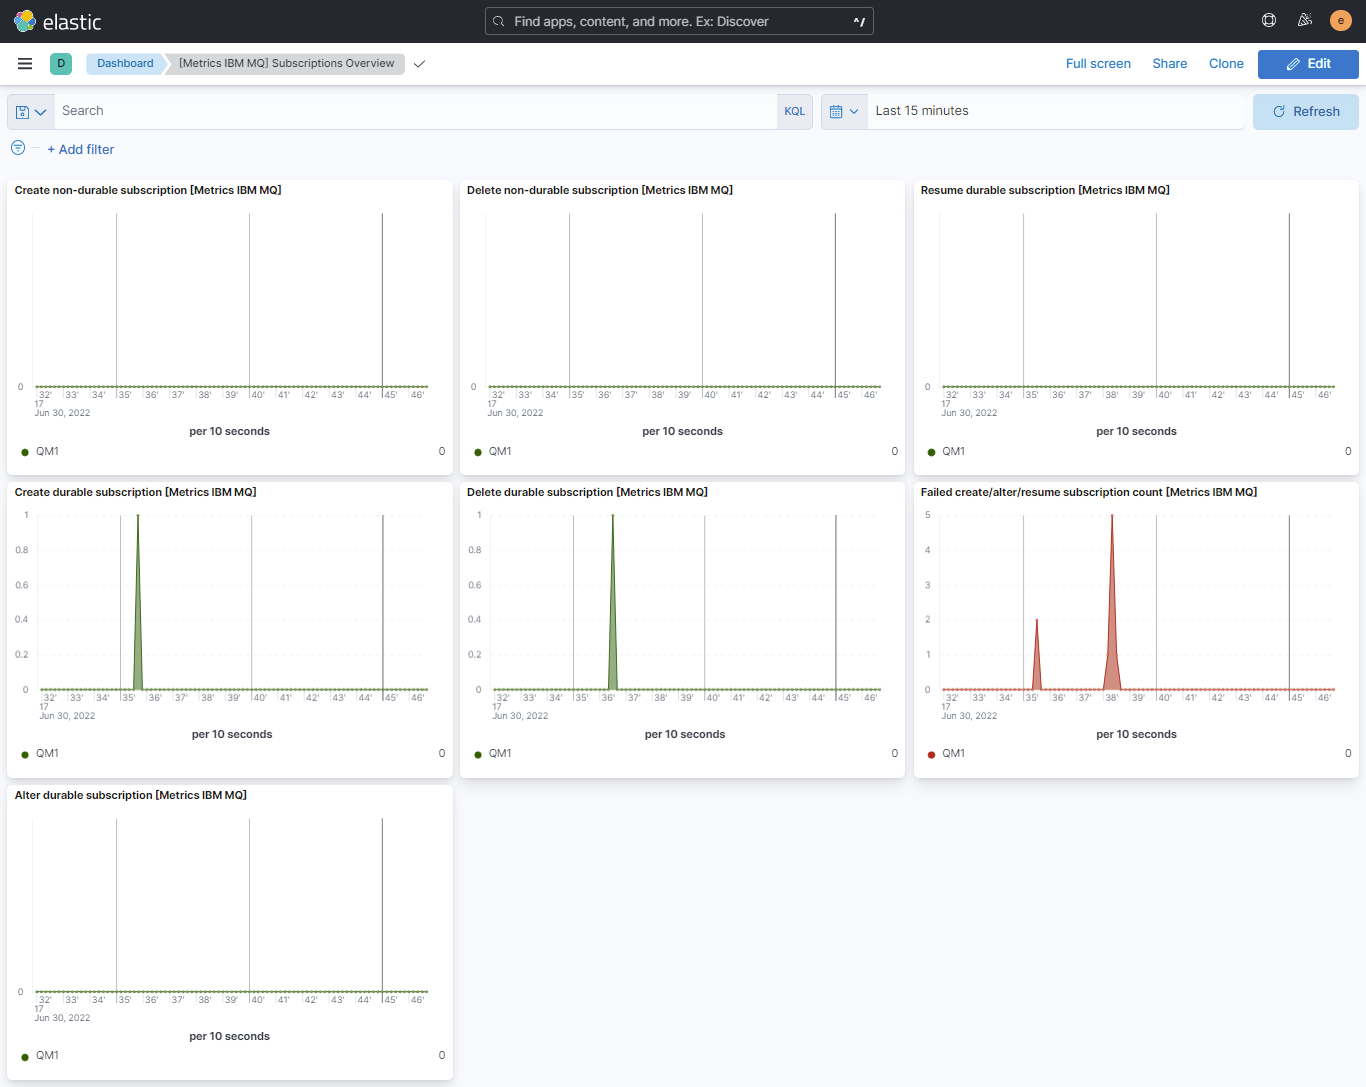 elastic
Find apps, content, and more. Ex: Discover
^/
e
D
Dashboard
[Metrics IBM MQ] Subscriptions Overview
Full screen
Share
Clone
Edit
Search
KQL
Last 15 minutes
Refresh
+ Add filter
Create non-durable subscription [Metrics IBM MQ]
0
32' 33' 34' 35' 36' 37' 38' 39' 40' 41' 42' 43' 44' 45' 46'
17
Jun 30, 2022
per 10 seconds
QM1 0
Delete non-durable subscription [Metrics IBM MQ]
0
32' 33' 34' 35' 36' 37' 38' 39' 40' 41' 42' 43' 44' 45' 46'
17
Jun 30, 2022
per 10 seconds
QM1 0
Resume durable subscription [Metrics IBM MQ]
0
32' 33' 34' 35' 36' 37' 38' 39' 40' 41' 42' 43' 44' 45' 46'
17
Jun 30, 2022
per 10 seconds
QM1 0
Create durable subscription [Metrics IBM MQ]
1
0.8
0.6
0.4
0.2
0
32' 33' 34' 35' 36' 37' 38' 39' 40' 41' 42' 43' 44' 45' 46'
17
Jun 30, 2022
per 10 seconds
QM1 0
Delete durable subscription [Metrics IBM MQ]
1
0.8
0.6
0.4
0.2
0
32' 33' 34' 35' 36' 37' 38' 39' 40' 41' 42' 43' 44' 45' 46'
17
Jun 30, 2022
per 10 seconds
QM1 0
Failed create/alter/resume subscription count [Metrics IBM MQ]
5
4
3
2
1
0
32' 33' 34' 35' 36' 37' 38' 39' 40' 41' 42' 43' 44' 45' 46'
17
Jun 30, 2022
per 10 seconds
QM1 0
Alter durable subscription [Metrics IBM MQ]
0
32' 33' 34' 35' 36' 37' 38' 39' 40' 41' 42' 43' 44' 45' 46'
17
Jun 30, 2022
per 10 seconds
QM1 0